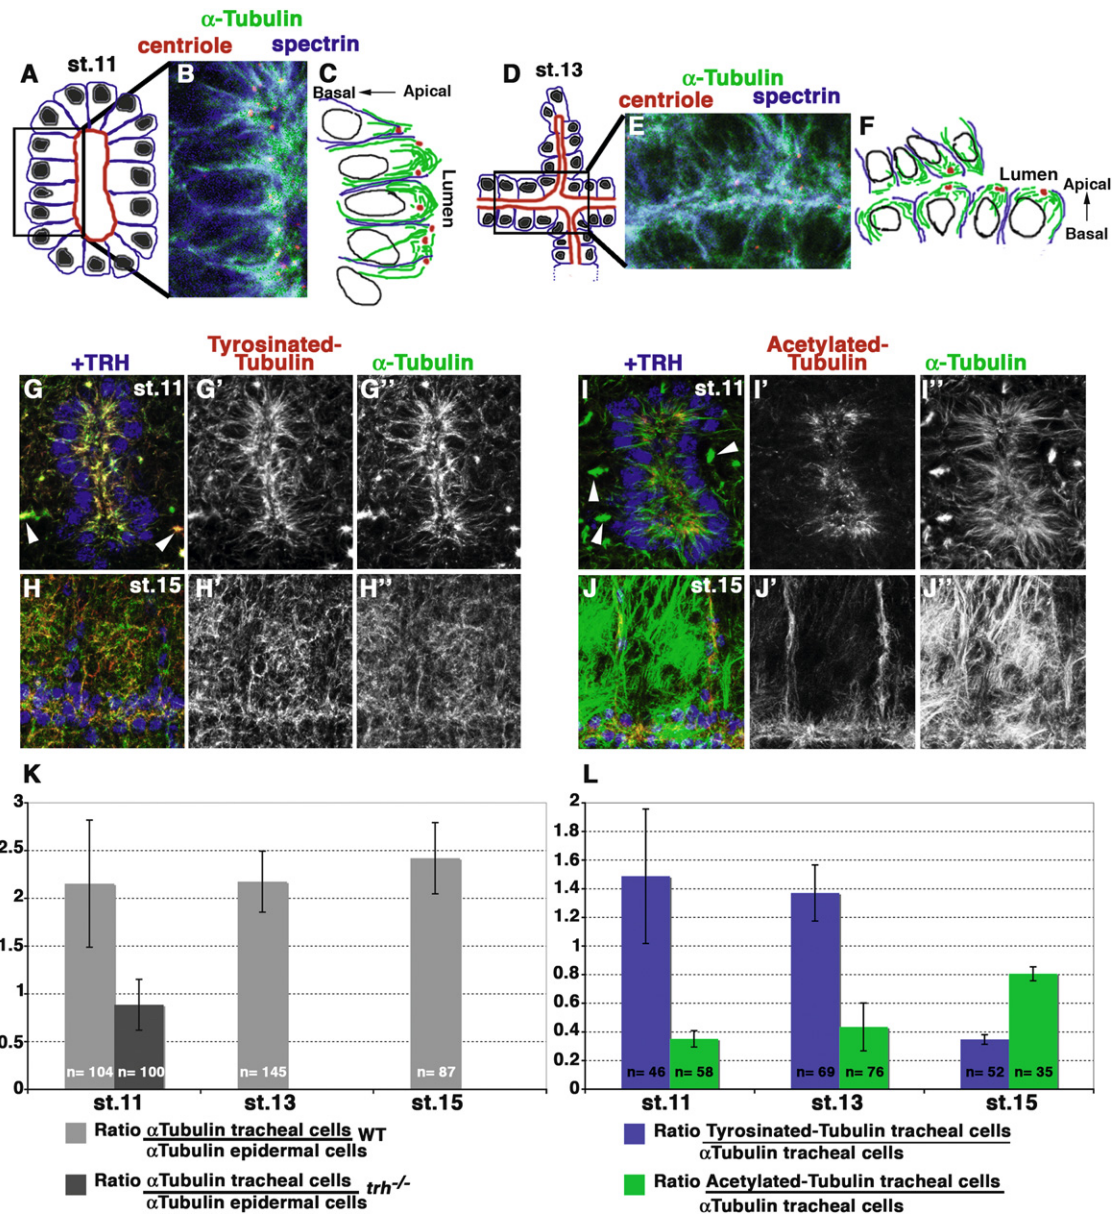 α-Tubulin
centriole spectrin
A st.11 B C
Basal Apical
Lumen
D st.13
α-Tubulin
centriole spectrin
E F
Lumen
Apical
Basal
+TRH Tyrosinated-Tubulin α-Tubulin
G st.11 G' G''
H st.15 H' H''
+TRH Acetylated-Tubulin α-Tubulin
I st.11 I' I''
J st.15 J' J''
K
3
2.5
2
1.5
1
0.5
0
n= 104 n= 100 n= 145 n= 87
st.11 st.13 st.15
Ratio αTubulin tracheal cells WT
αTubulin epidermal cells
Ratio αTubulin tracheal cells trh-/-
αTubulin epidermal cells
L
2
1.8
1.6
1.4
1.2
1
0.8
0.6
0.4
0.2
0
n= 46 n= 58 n= 69 n= 76 n= 52 n= 35
st.11 st.13 st.15
Ratio Tyrosinated-Tubulin tracheal cells
αTubulin tracheal cells
Ratio Acetylated-Tubulin tracheal cells
αTubulin tracheal cells